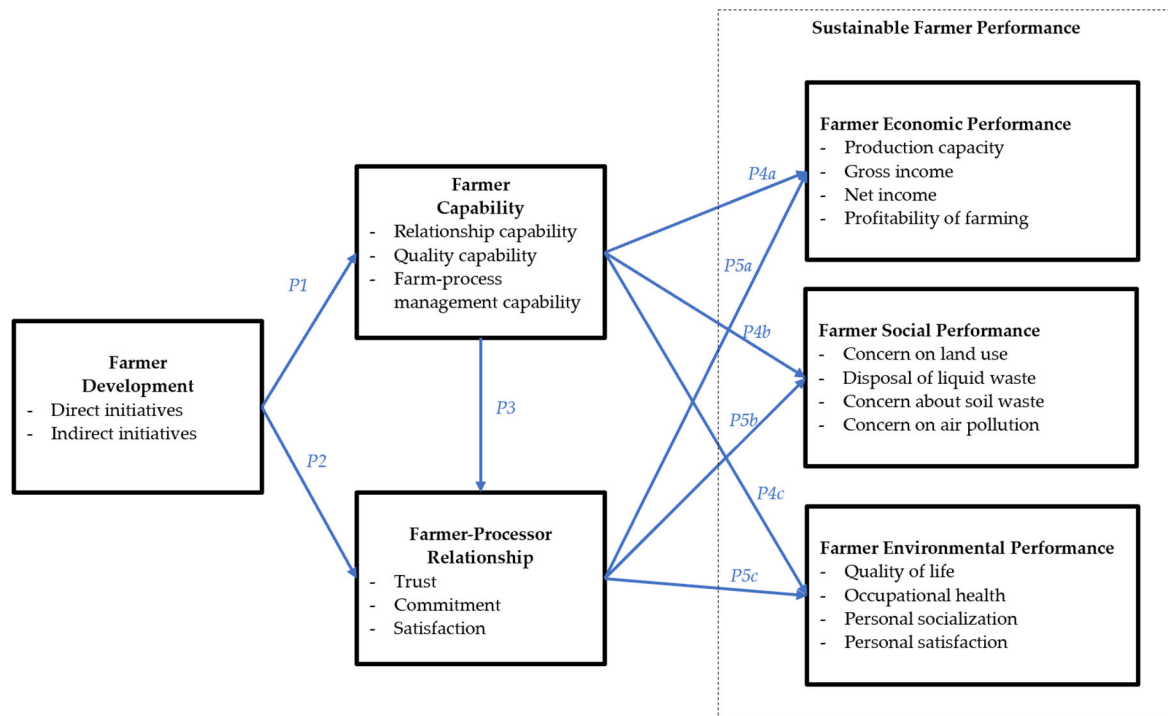 Sustainable Farmer Performance
Farmer Economic Performance
- Production capacity
- Gross income
- Net income
- Profitability of farming
P4a
Farmer
Capability
- Relationship capability
- Quality capability
- Farm-process
management capability
P5a
P1
Farmer Social Performance
- Concern on land use
- Disposal of liquid waste
- Concern about soil waste
- Concern on air pollution
P4b
Farmer
Development
- Direct initiatives
- Indirect initiatives
P3
P5b
P2
P4c
Farmer-Processor
Relationship
- Trust
- Commitment
- Satisfaction
P5c
Farmer Environmental Performance
- Quality of life
- Occupational health
- Personal socialization
- Personal satisfaction